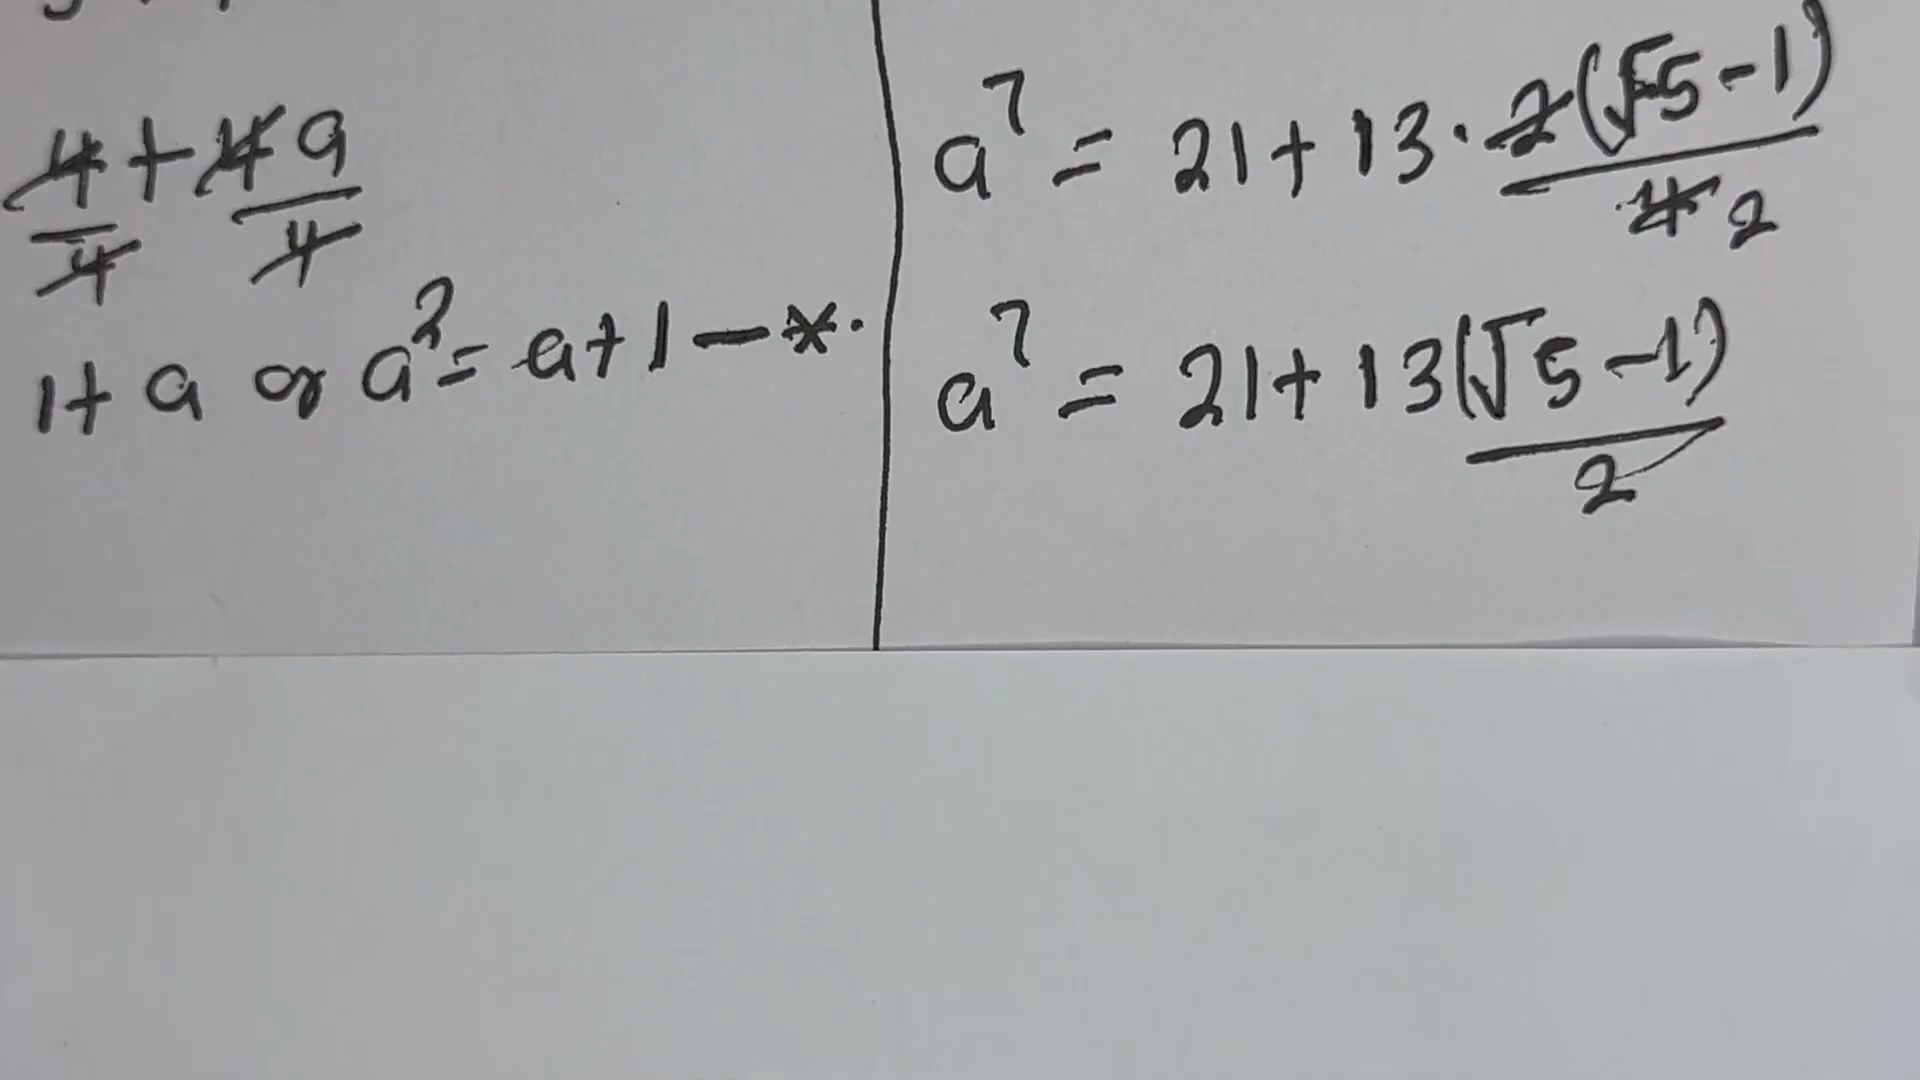 4/4 + 4a/4
1+ a or a² = a+1 — *.
a⁷ = 21 + 13 · 2(√5-1)/4 2
a⁷ = 21 + 13(√5-1)/2